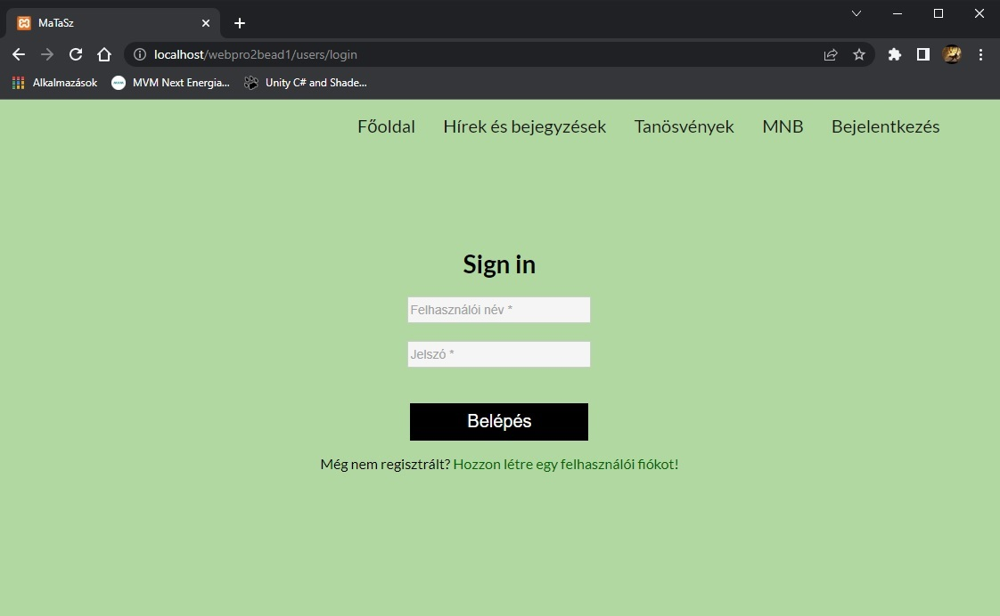 MaTaSz
localhost/webpro2bead1/users/login
Alkalmazások MVM Next Energia... Unity C# and Shade...
Főoldal Hírek és bejegyzések Tanösvények MNB Bejelentkezés
Sign in
Felhasználói név *
Jelszó *
Belépés
Még nem regisztrált? Hozzon létre egy felhasználói fiókot!